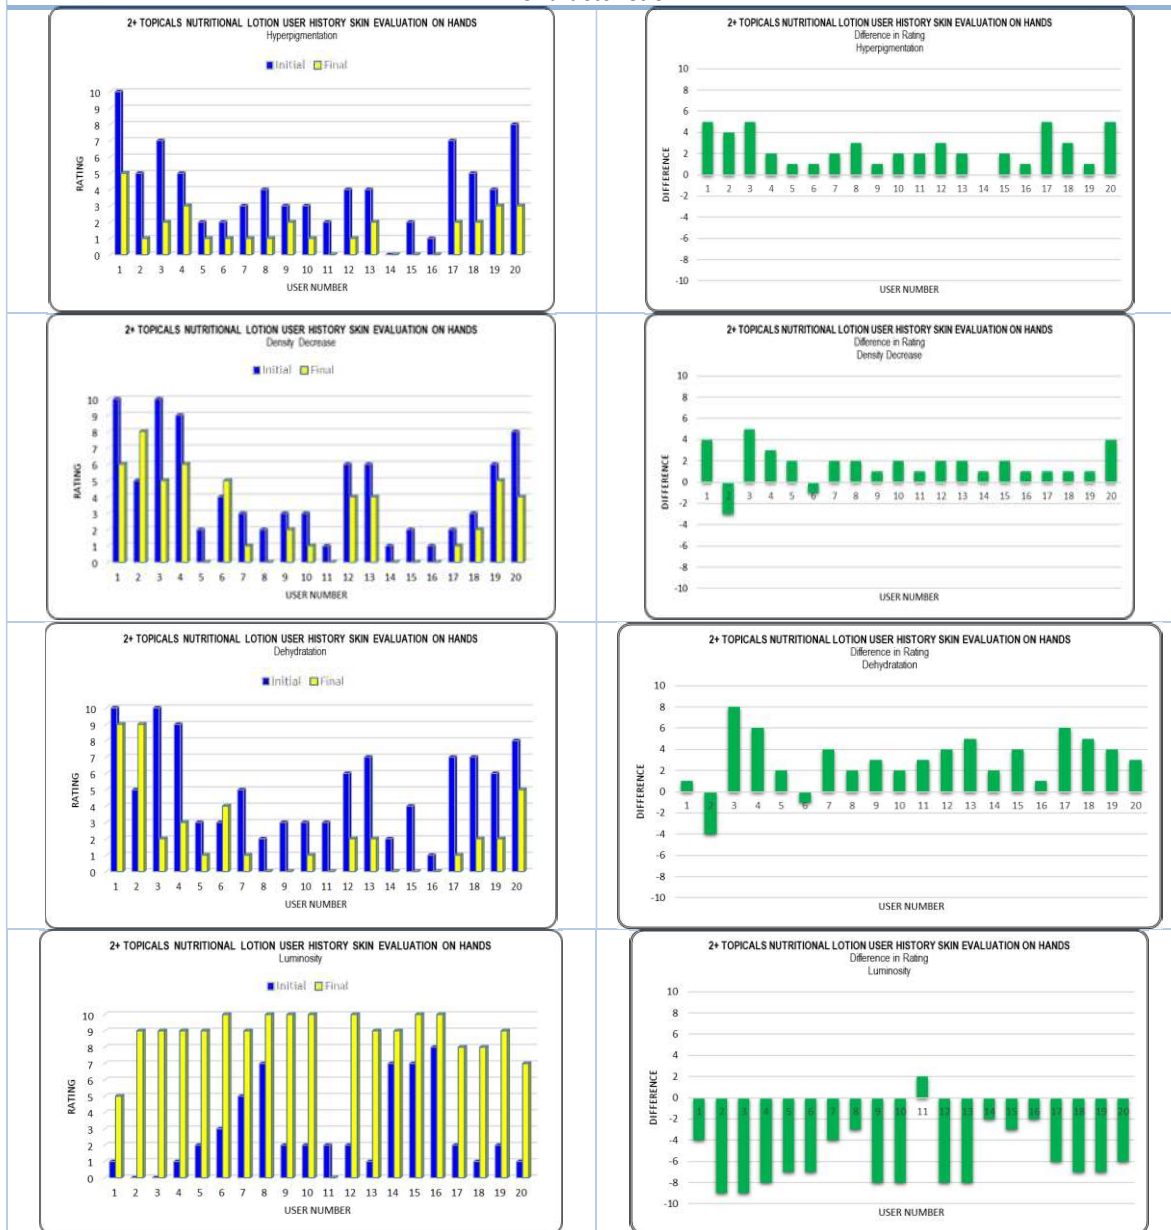 2+ TOPICALS NUTRITIONAL LOTION USER HISTORY SKIN EVALUATION ON HANDS
Hyperpigmentation
Initial Final
RATING
10
9
8
7
6
5
4
3
2
1
0
1 2 3 4 5 6 7 8 9 10 11 12 13 14 15 16 17 18 19 20
USER NUMBER
2+ TOPICALS NUTRITIONAL LOTION USER HISTORY SKIN EVALUATION ON HANDS
Difference in Rating
Hyperpigmentation
DIFFERENCE
10
8
6
4
2
0
1 2 3 4 5 6 7 8 9 10 11 12 13 14 15 16 17 18 19 20
-2
-4
-6
-8
-10
USER NUMBER
2+ TOPICALS NUTRITIONAL LOTION USER HISTORY SKIN EVALUATION ON HANDS
Density Decrease
Initial Final
RATING
10
9
8
7
6
5
4
3
2
1
0
1 2 3 4 5 6 7 8 9 10 11 12 13 14 15 16 17 18 19 20
USER NUMBER
2+ TOPICALS NUTRITIONAL LOTION USER HISTORY SKIN EVALUATION ON HANDS
Difference in Rating
Density Decrease
DIFFERENCE
10
8
6
4
2
0
1 2 3 4 5 6 7 8 9 10 11 12 13 14 15 16 17 18 19 20
-2
-4
-6
-8
-10
USER NUMBER
2+ TOPICALS NUTRITIONAL LOTION USER HISTORY SKIN EVALUATION ON HANDS
Dehydratation
Initial Final
RATING
10
9
8
7
6
5
4
3
2
1
0
1 2 3 4 5 6 7 8 9 10 11 12 13 14 15 16 17 18 19 20
USER NUMBER
2+ TOPICALS NUTRITIONAL LOTION USER HISTORY SKIN EVALUATION ON HANDS
Difference in Rating
Dehydratation
DIFFERENCE
10
8
6
4
2
0
1 2 3 4 5 6 7 8 9 10 11 12 13 14 15 16 17 18 19 20
-2
-4
-6
-8
-10
USER NUMBER
2+ TOPICALS NUTRITIONAL LOTION USER HISTORY SKIN EVALUATION ON HANDS
Luminosity
Initial Final
RATING
10
9
8
7
6
5
4
3
2
1
0
1 2 3 4 5 6 7 8 9 10 11 12 13 14 15 16 17 18 19 20
USER NUMBER
2+ TOPICALS NUTRITIONAL LOTION USER HISTORY SKIN EVALUATION ON HANDS
Difference in Rating
Luminosity
DIFFERENCE
10
8
6
4
2
0
1 2 3 4 5 6 7 8 9 10 11 12 13 14 15 16 17 18 19 20
-2
-4
-6
-8
-10
USER NUMBER